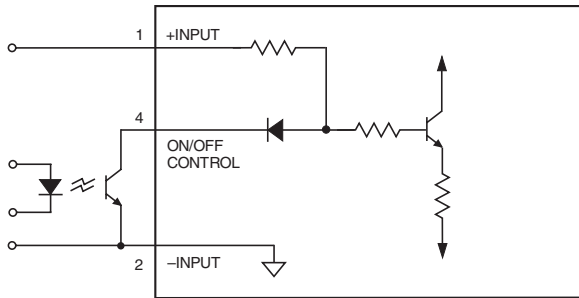 1 +INPUT
4
ON/OFF
CONTROL
2 –INPUT